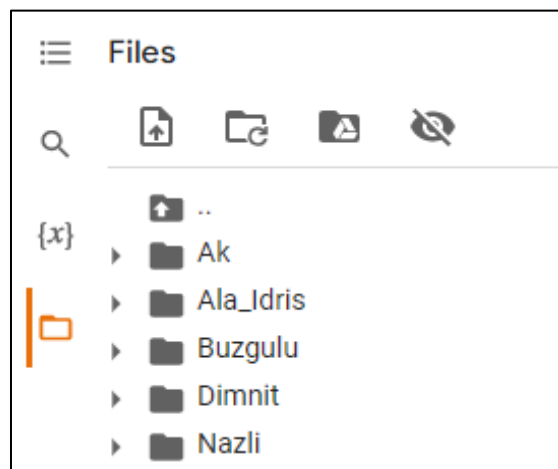 Files
{x}
..
Ak
Ala_Idris
Buzgulu
Dimnit
Nazli